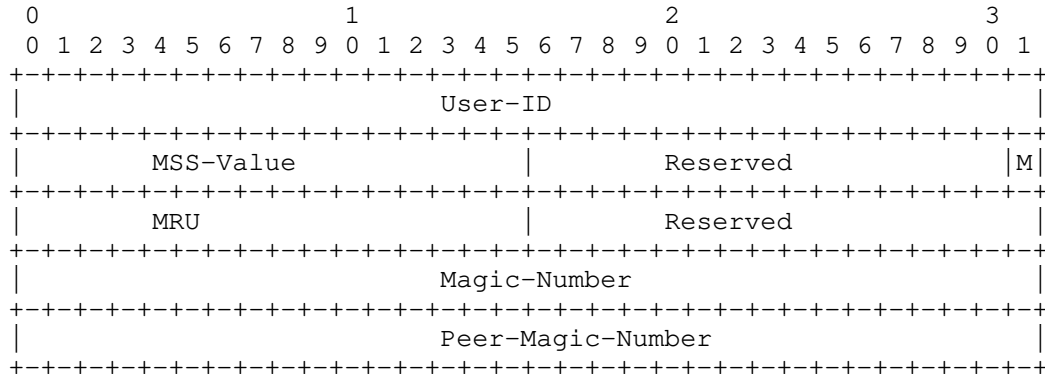 0                   1                   2                   3
 0 1 2 3 4 5 6 7 8 9 0 1 2 3 4 5 6 7 8 9 0 1 2 3 4 5 6 7 8 9 0 1
+-+-+-+-+-+-+-+-+-+-+-+-+-+-+-+-+-+-+-+-+-+-+-+-+-+-+-+-+-+-+-+-+
|                          User-ID                              |
+-+-+-+-+-+-+-+-+-+-+-+-+-+-+-+-+-+-+-+-+-+-+-+-+-+-+-+-+-+-+-+-+
|        MSS-Value              |        Reserved             |M|
+-+-+-+-+-+-+-+-+-+-+-+-+-+-+-+-+-+-+-+-+-+-+-+-+-+-+-+-+-+-+-+-+
|        MRU                    |        Reserved               |
+-+-+-+-+-+-+-+-+-+-+-+-+-+-+-+-+-+-+-+-+-+-+-+-+-+-+-+-+-+-+-+-+
|                          Magic-Number                         |
+-+-+-+-+-+-+-+-+-+-+-+-+-+-+-+-+-+-+-+-+-+-+-+-+-+-+-+-+-+-+-+-+
|                          Peer-Magic-Number                    |
+-+-+-+-+-+-+-+-+-+-+-+-+-+-+-+-+-+-+-+-+-+-+-+-+-+-+-+-+-+-+-+-+